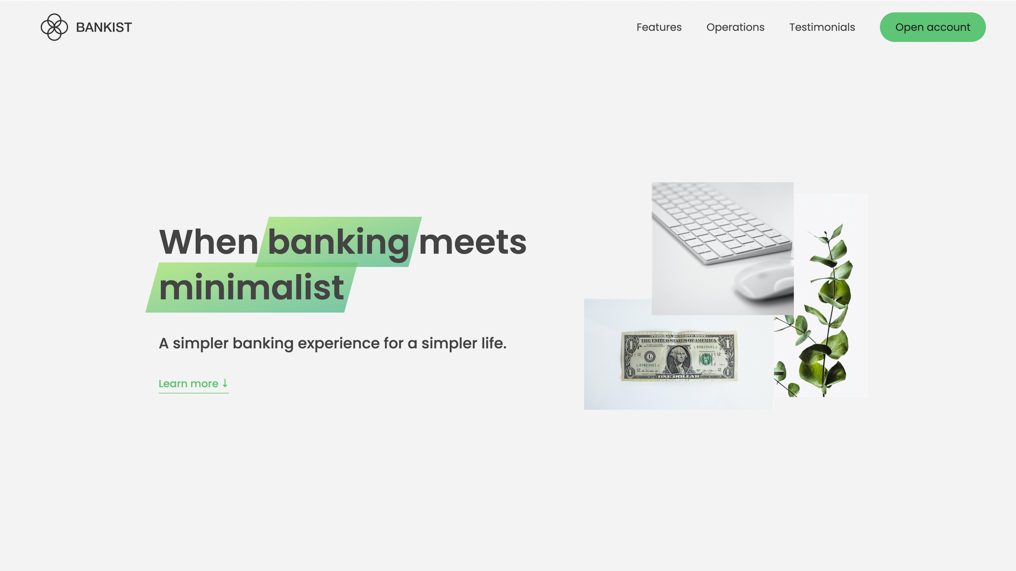 BANKIST
Features
Operations
Testimonials
Open account
When banking meets
minimalist
A simpler banking experience for a simpler life.
Learn more ↓
THE UNITED STATES OF AMERICA
ONE DOLLAR